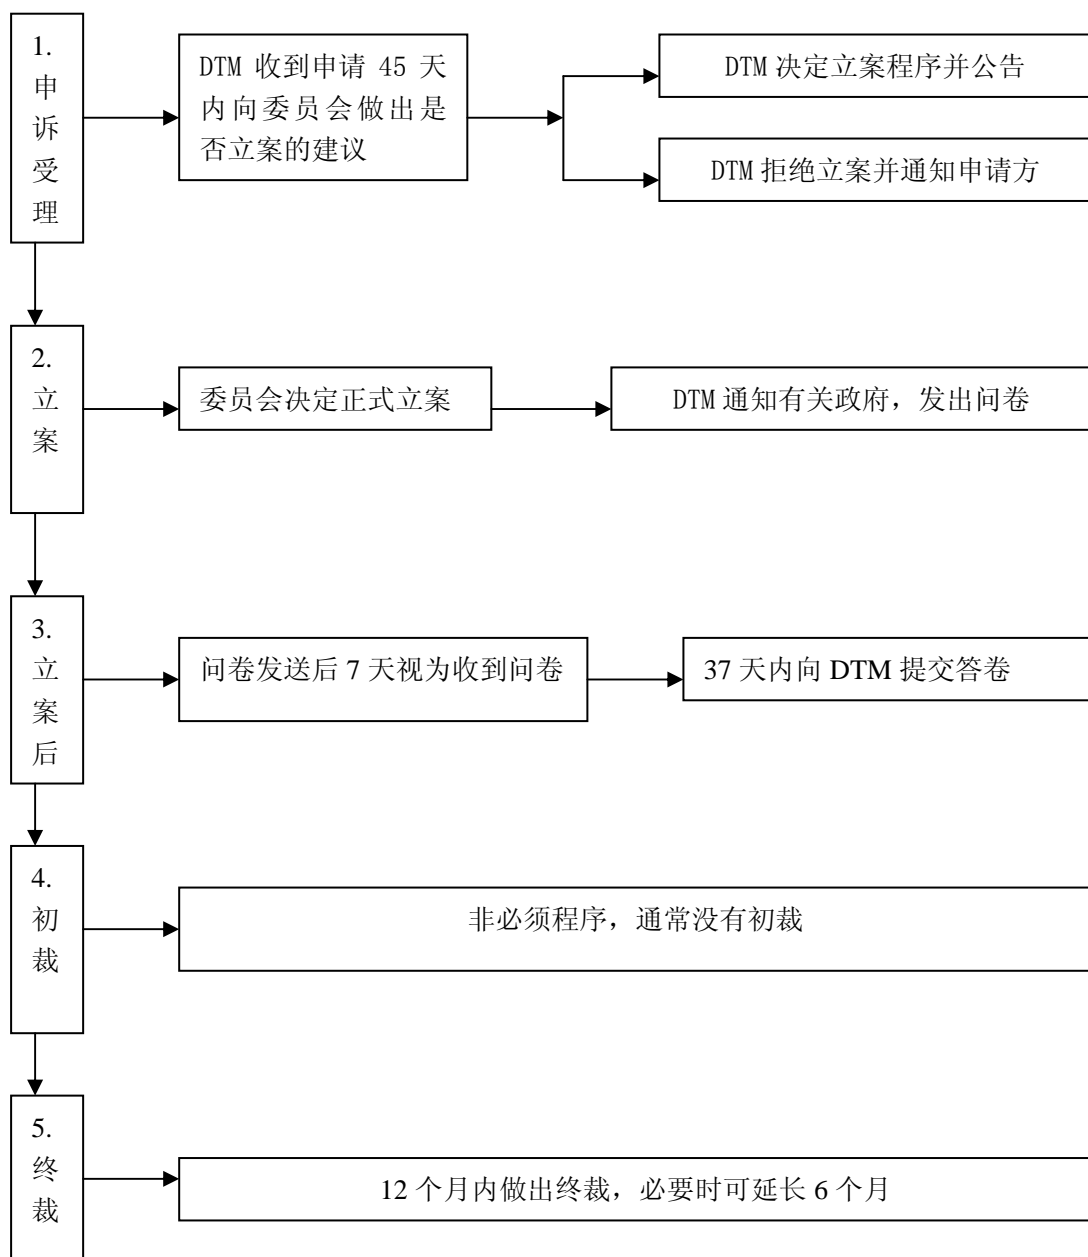 1.
申
诉
受
理
DTM 收到申请 45 天
内向委员会做出是
否立案的建议
DTM 决定立案程序并公告
DTM 拒绝立案并通知申请方
2.
立
案
委员会决定正式立案
DTM 通知有关政府，发出问卷
3.
立
案
后
问卷发送后 7 天视为收到问卷
37 天内向 DTM 提交答卷
4.
初
裁
非必须程序，通常没有初裁
5.
终
裁
12 个月内做出终裁，必要时可延长 6 个月